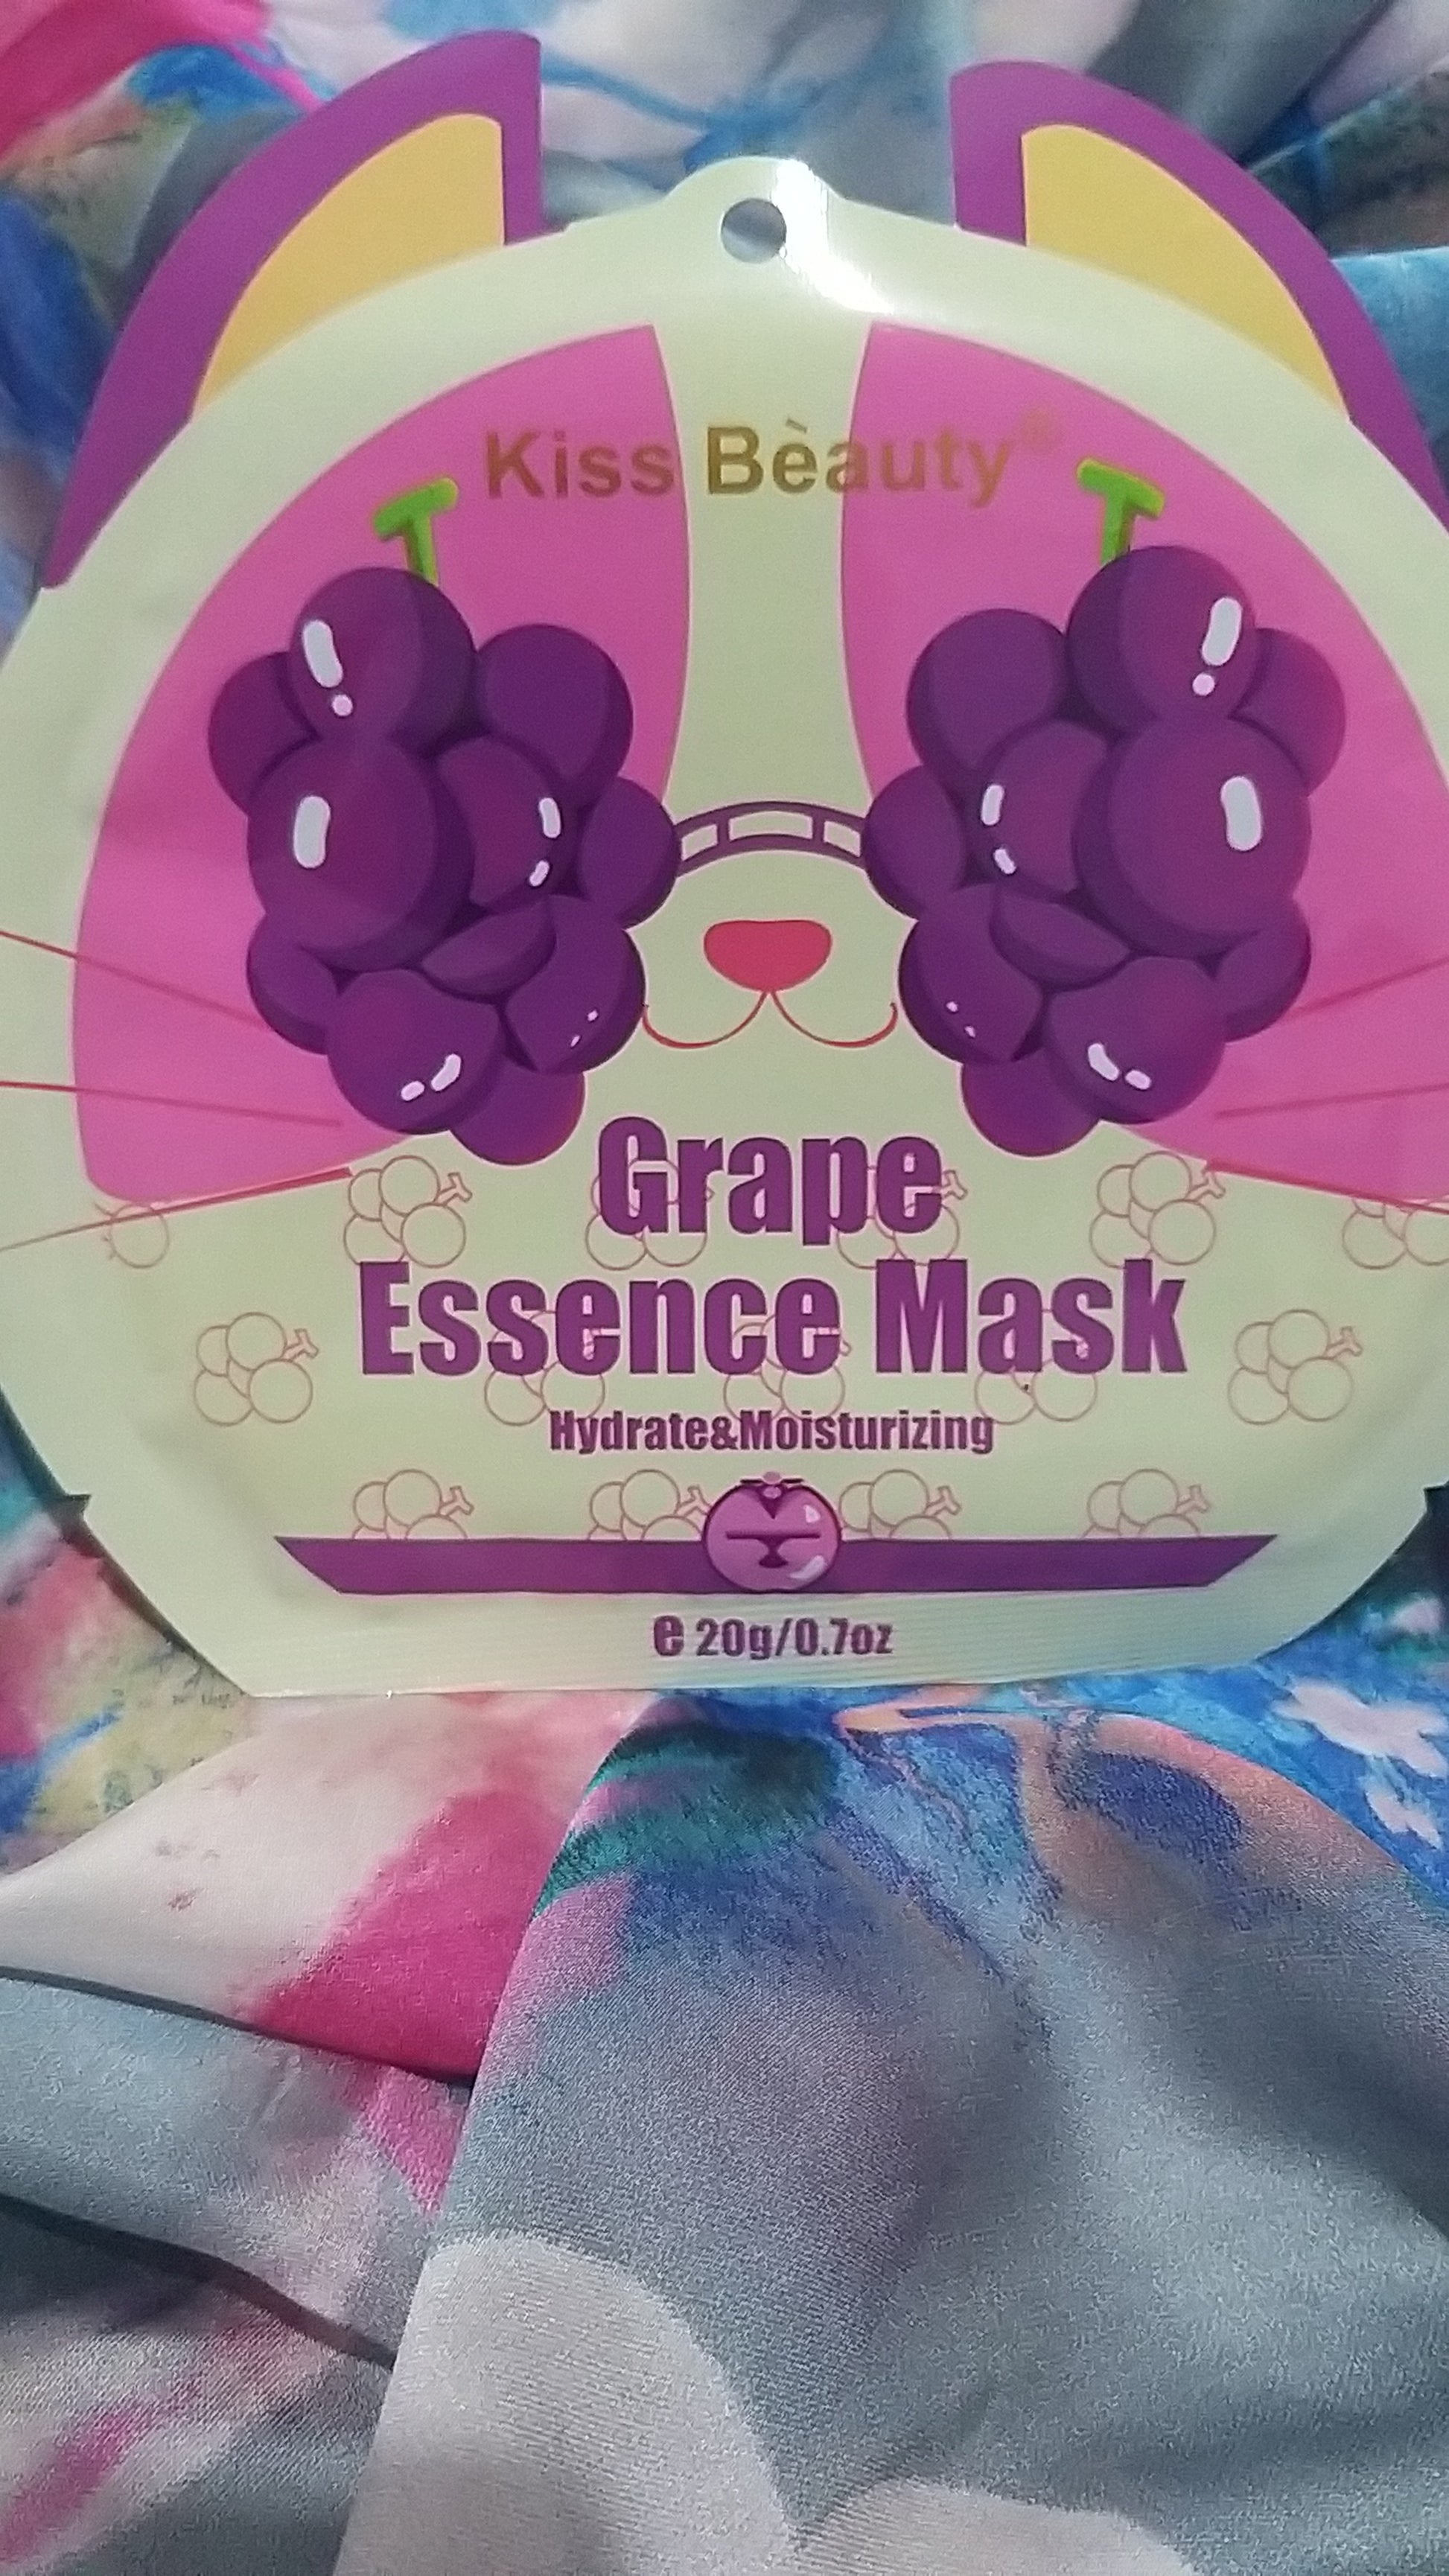 Kiss Bèauty®
Grape
Essence Mask
Hydrate&Moisturizing
e 20g/0.7oz